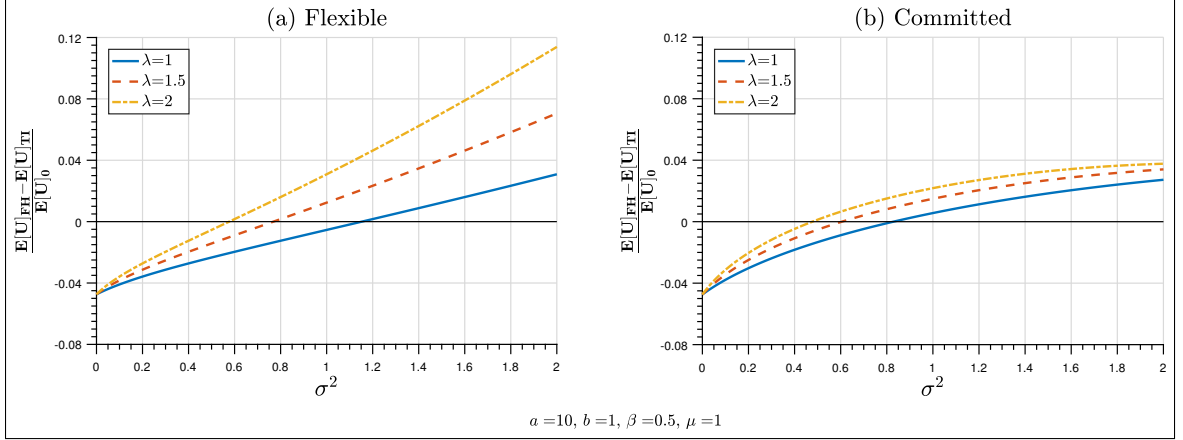 (a) Flexible
0.12
0.08
0.04
0
-0.04
-0.08
E[U]FH−E[U]TI
E[U]0
λ=1
λ=1.5
λ=2
0 0.2 0.4 0.6 0.8 1 1.2 1.4 1.6 1.8 2
σ²
(b) Committed
0.12
0.08
0.04
0
-0.04
-0.08
E[U]FH−E[U]TI
E[U]0
λ=1
λ=1.5
λ=2
0 0.2 0.4 0.6 0.8 1 1.2 1.4 1.6 1.8 2
σ²
a =10, b =1, β =0.5, μ =1